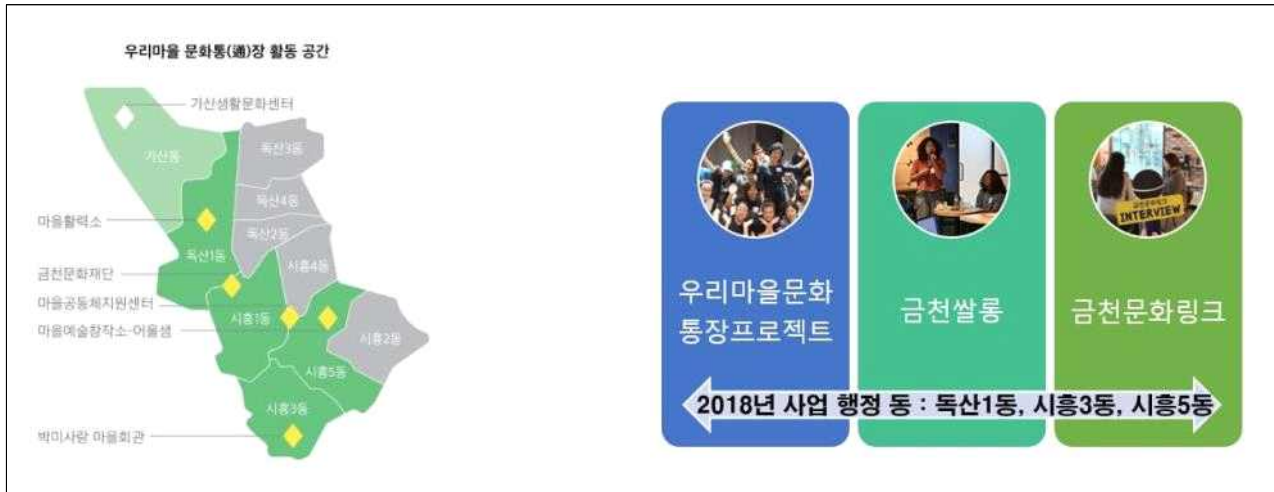 우리마을 문화통(通)장 활동 공간
가산생활문화센터
가산동
독산3동
독산4동
마을활력소
독산2동
독산1동
시흥4동
금천문화재단
마을공동체지원센터
시흥1동
마을예술창작소-어울샘
시흥2동
시흥5동
시흥3동
박미사랑 마을회관
우리마을문화
통장프로젝트
금천쌀롱
금천문화링크
INTERVIEW
금천문화링크
2018년 사업 행정 동 : 독산1동, 시흥3동, 시흥5동